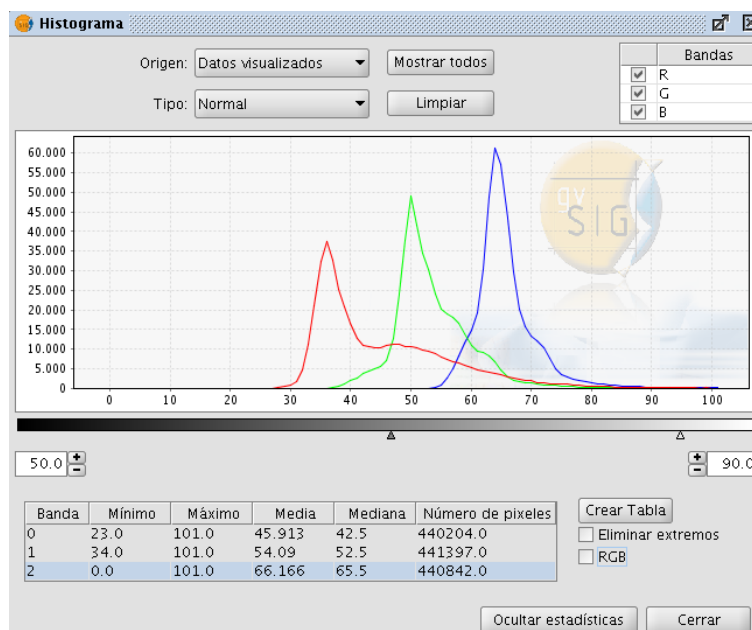 Histograma
Origen: Datos visualizados Mostrar todos
Tipo: Normal Limpiar
Bandas
R
G
B
60.000
55.000
50.000
45.000
40.000
35.000
30.000
25.000
20.000
15.000
10.000
5.000
0
gv
SIG
0 10 20 30 40 50 60 70 80 90 100
50.0 90.0
Banda Mínimo Máximo Media Mediana Número de pixeles
0 23.0 101.0 45.913 42.5 440204.0
1 34.0 101.0 54.09 52.5 441397.0
2 0.0 101.0 66.166 65.5 440842.0
Crear Tabla
Eliminar extremos
RGB
Ocultar estadísticas Cerrar